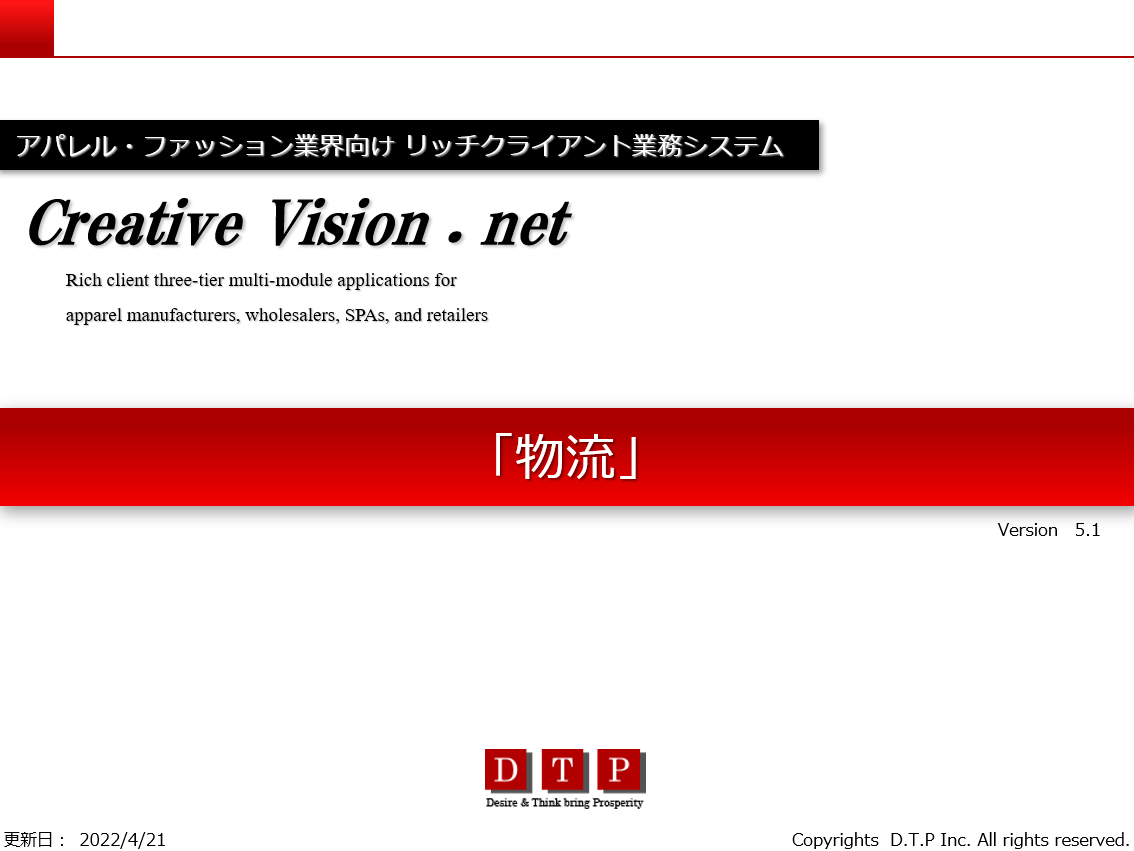 アパレル・ファッション業界向け リッチクライアント業務システム
Creative Vision . net
Rich client three-tier multi-module applications for
apparel manufacturers, wholesalers, SPAs, and retailers
「物流」
Version　5.1
D T P
Desire & Think bring Prosperity
更新日： 2022/4/21
Copyrights D.T.P Inc. All rights reserved.